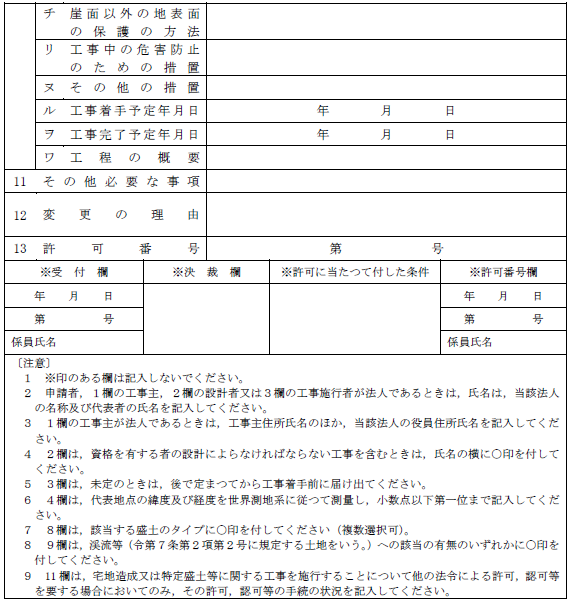 チ 崖面以外の地表面
の保護の方法
リ 工事中の危害防止
のための措置
ヌ その他の措置
ル 工事着手予定年月日 年 月 日
ヲ 工事完了予定年月日 年 月 日
ワ 工程の概要
11 その他必要な事項
12 変更の理由
13 許可番号 第 号
※受付欄 ※決裁欄 ※許可に当たつて付した条件 ※許可番号欄
年 月 日 年 月 日
第 号 第 号
係員氏名 係員氏名
〔注意〕
1 ※印のある欄は記入しないでください。
2 申請者,1欄の工事主,2欄の設計者又は3欄の工事施行者が法人であるときは,氏名は,当該法人
の名称及び代表者の氏名を記入してください。
3 1欄の工事主が法人であるときは,工事主住所氏名のほか,当該法人の役員住所氏名を記入してくだ
さい。
4 2欄は,資格を有する者の設計によらなければならない工事を含むときは,氏名の横に〇印を付して
ください。
5 3欄は,未定のときは,後で定まつてから工事着手前に届け出てください。
6 4欄は,代表地点の緯度及び経度を世界測地系に従つて測量し,小数点以下第一位まで記入してくだ
さい。
7 8欄は,該当する盛土のタイプに〇印を付してください(複数選択可)。
8 9欄は,渓流等(令第7条第2項第2号に規定する土地をいう。)への該当の有無のいずれかに〇印を
付してください。
9 11欄は,宅地造成又は特定盛土等に関する工事を施行することについて他の法令による許可,認可等
を要する場合においてのみ,その許可,認可等の手続の状況を記入してください。